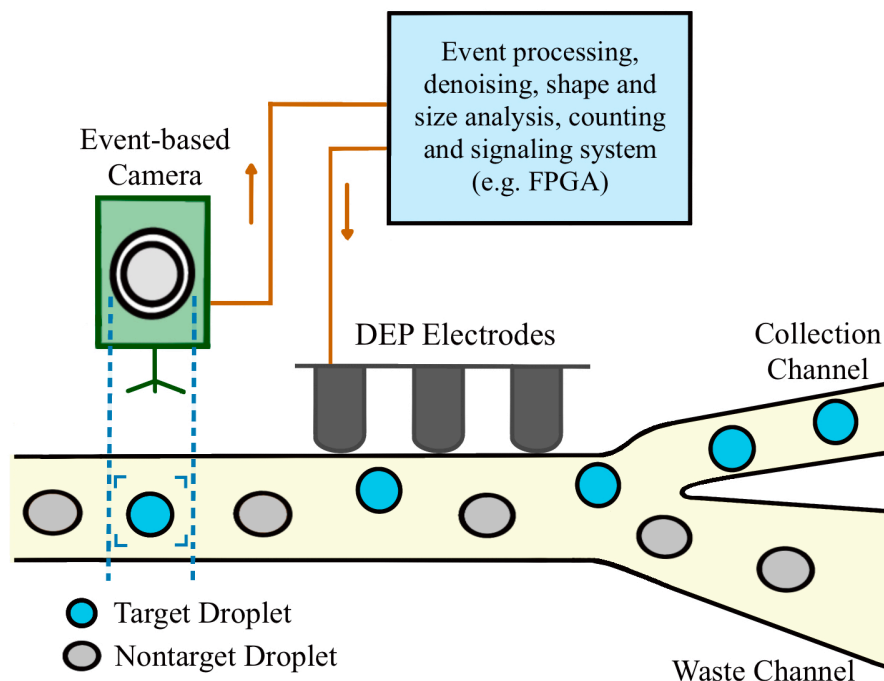 Event processing,
denoising, shape and
size analysis, counting
and signaling system
(e.g. FPGA)
Event-based
Camera
DEP Electrodes
Collection
Channel
Target Droplet
Nontarget Droplet
Waste Channel